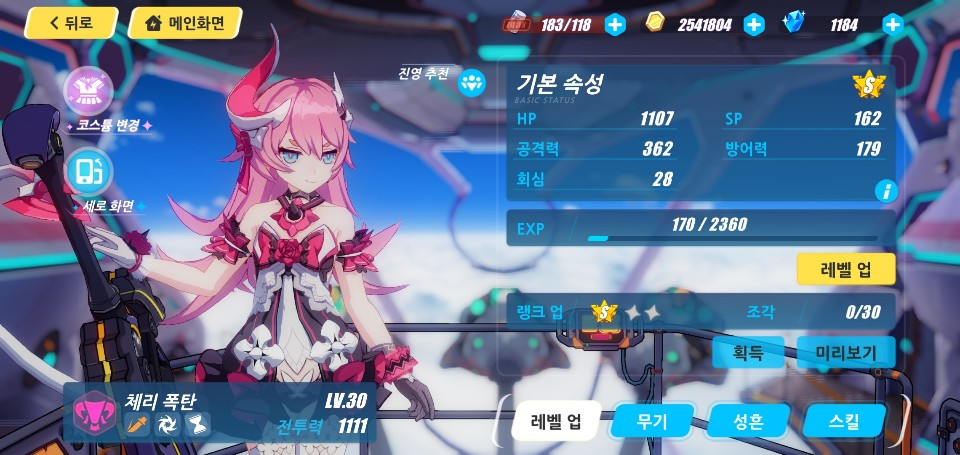 뒤로
메인화면
183/118
2541804
1184
진영 추천
코스튬 변경
세로 화면
기본 속성
BASIC STATUS
S
HP 1107
SP 162
공격력 362
방어력 179
회심 28
EXP 170 / 2360
레벨 업
랭크 업 S
조각 0/30
획득
미리보기
체리 폭탄 LV.30
전투력 1111
레벨 업
무기
성흔
스킬